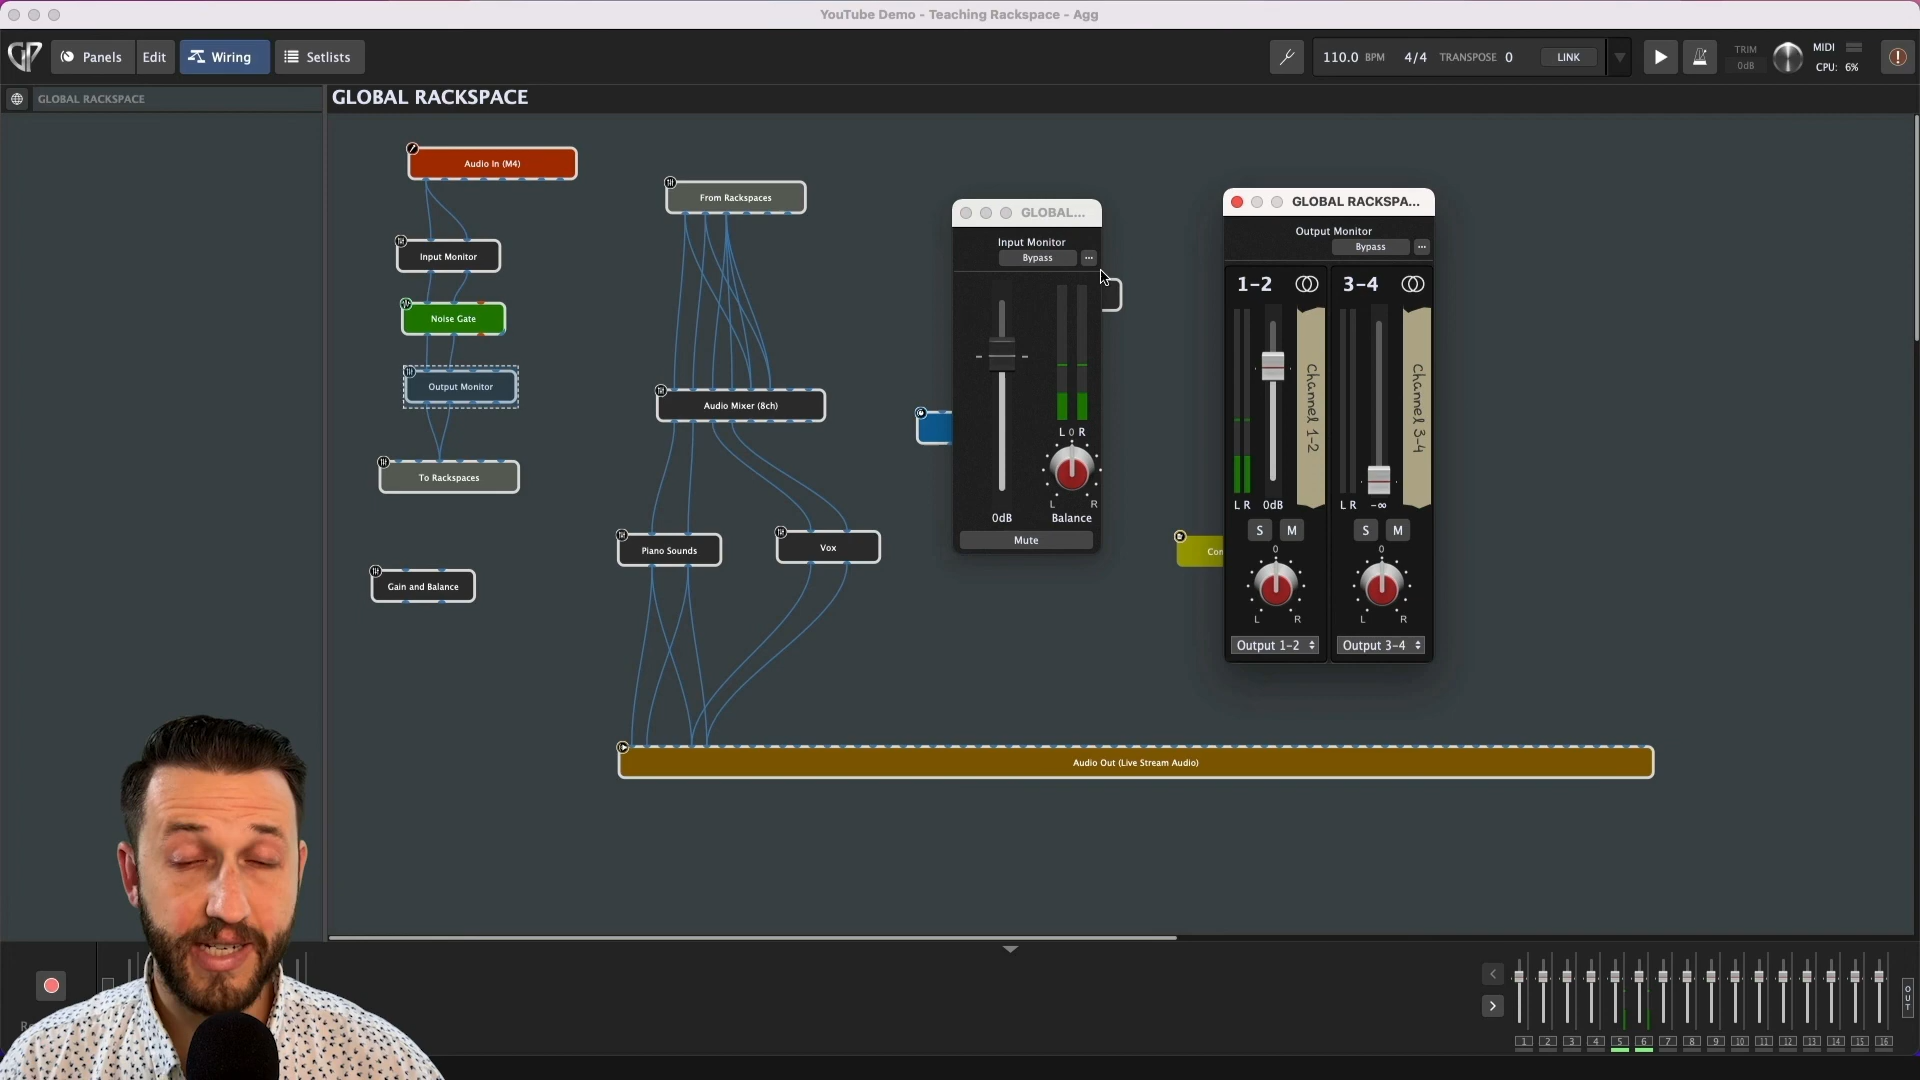 YouTube Demo - Teaching Rackspace - Agg
Panels
Edit
Wiring
Setlists
110.0 BPM
4/4
TRANSPOSE 0
LINK
TRIM
0dB
MIDI
CPU: 6%
GLOBAL RACKSPACE
GLOBAL RACKSPACE
Audio In (M4)
Input Monitor
Noise Gate
Output Monitor
To Rackspaces
Gain and Balance
From Rackspaces
Audio Mixer (8ch)
Piano Sounds
Vox
Audio Out (Live Stream Audio)
GLOBAL...
Input Monitor
Bypass
...
L 0 R
L R
0dB
Balance
Mute
GLOBAL RACKSPA...
Output Monitor
Bypass
...
1-2
3-4
Channel 1-2
Channel 3-4
L R 0dB
L R -∞
S M
S M
0
0
L R
L R
Output 1-2
Output 3-4
OUT
1 2 3 4 5 6 7 8 9 10 11 12 13 14 15 16